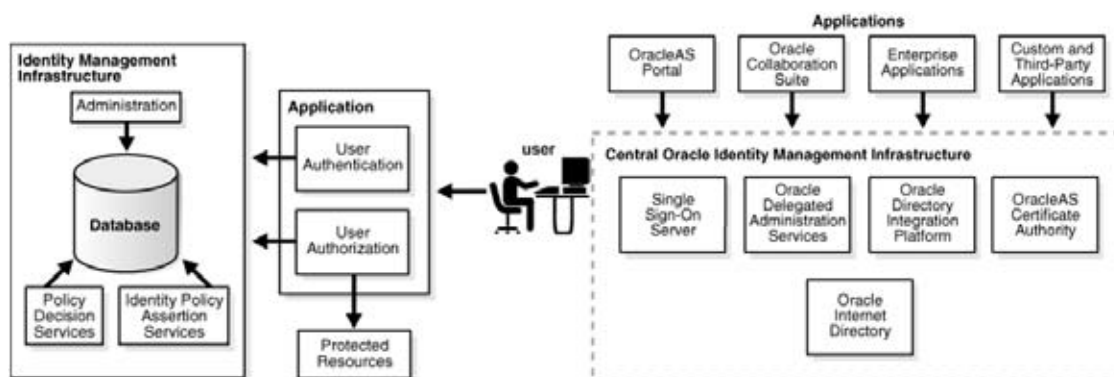 Identity Management
Infrastructure
Administration
Database
Policy
Decision
Services
Identity Policy
Assertion
Services
Application
User
Authentication
User
Authorization
Protected
Resources
user
Applications
OracleAS
Portal
Oracle
Collaboration
Suite
Enterprise
Applications
Custom and
Third-Party
Applications
Central Oracle Identity Management Infrastructure
Single
Sign-On
Server
Oracle
Delegated
Administration
Services
Oracle
Directory
Integration
Platform
OracleAS
Certificate
Authority
Oracle
Internet
Directory